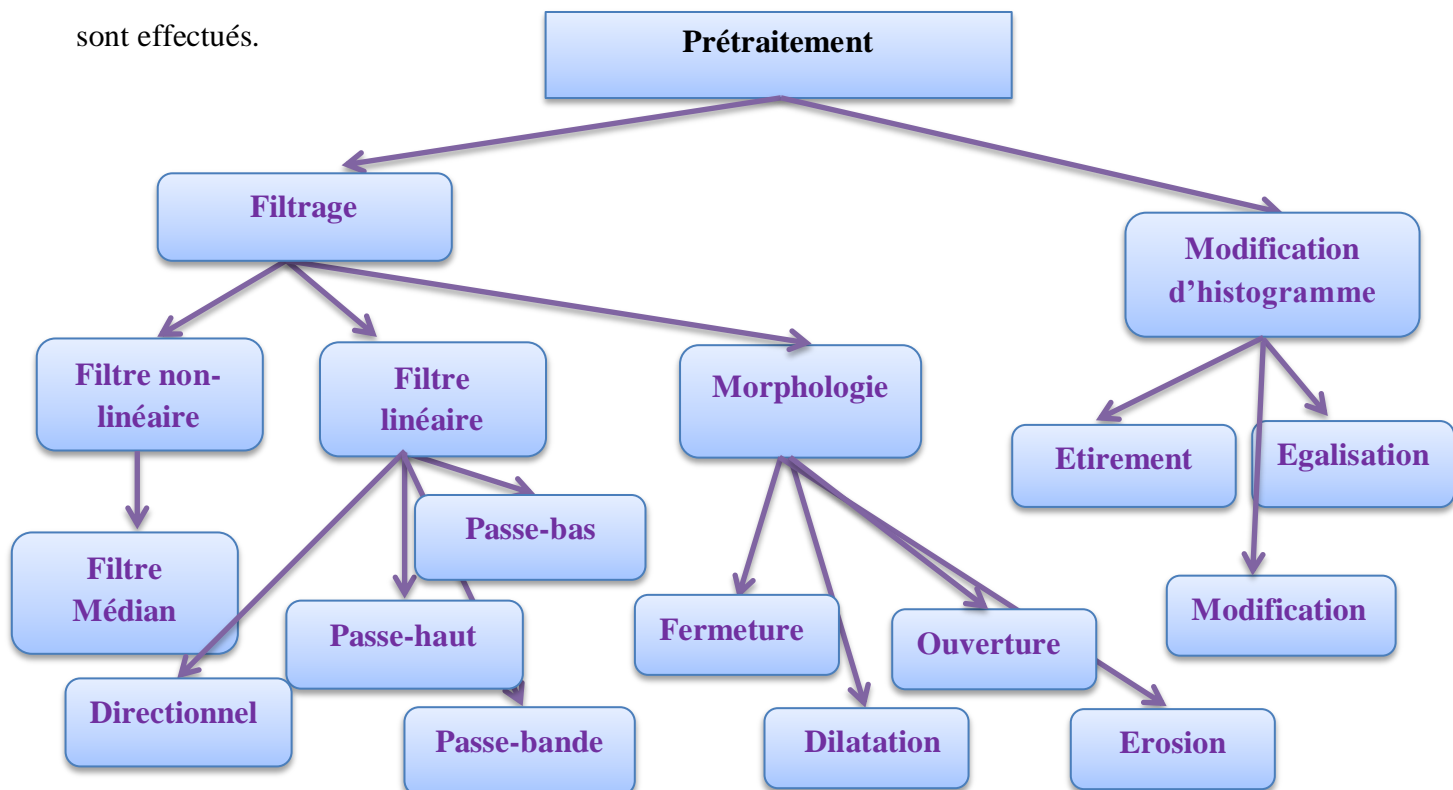 sont effectués.
Prétraitement
Filtrage
Modification
d’histogramme
Filtre non-
linéaire
Filtre
linéaire
Morphologie
Etirement
Egalisation
Passe-bas
Filtre
Médian
Passe-haut
Fermeture
Ouverture
Modification
Directionnel
Passe-bande
Dilatation
Erosion